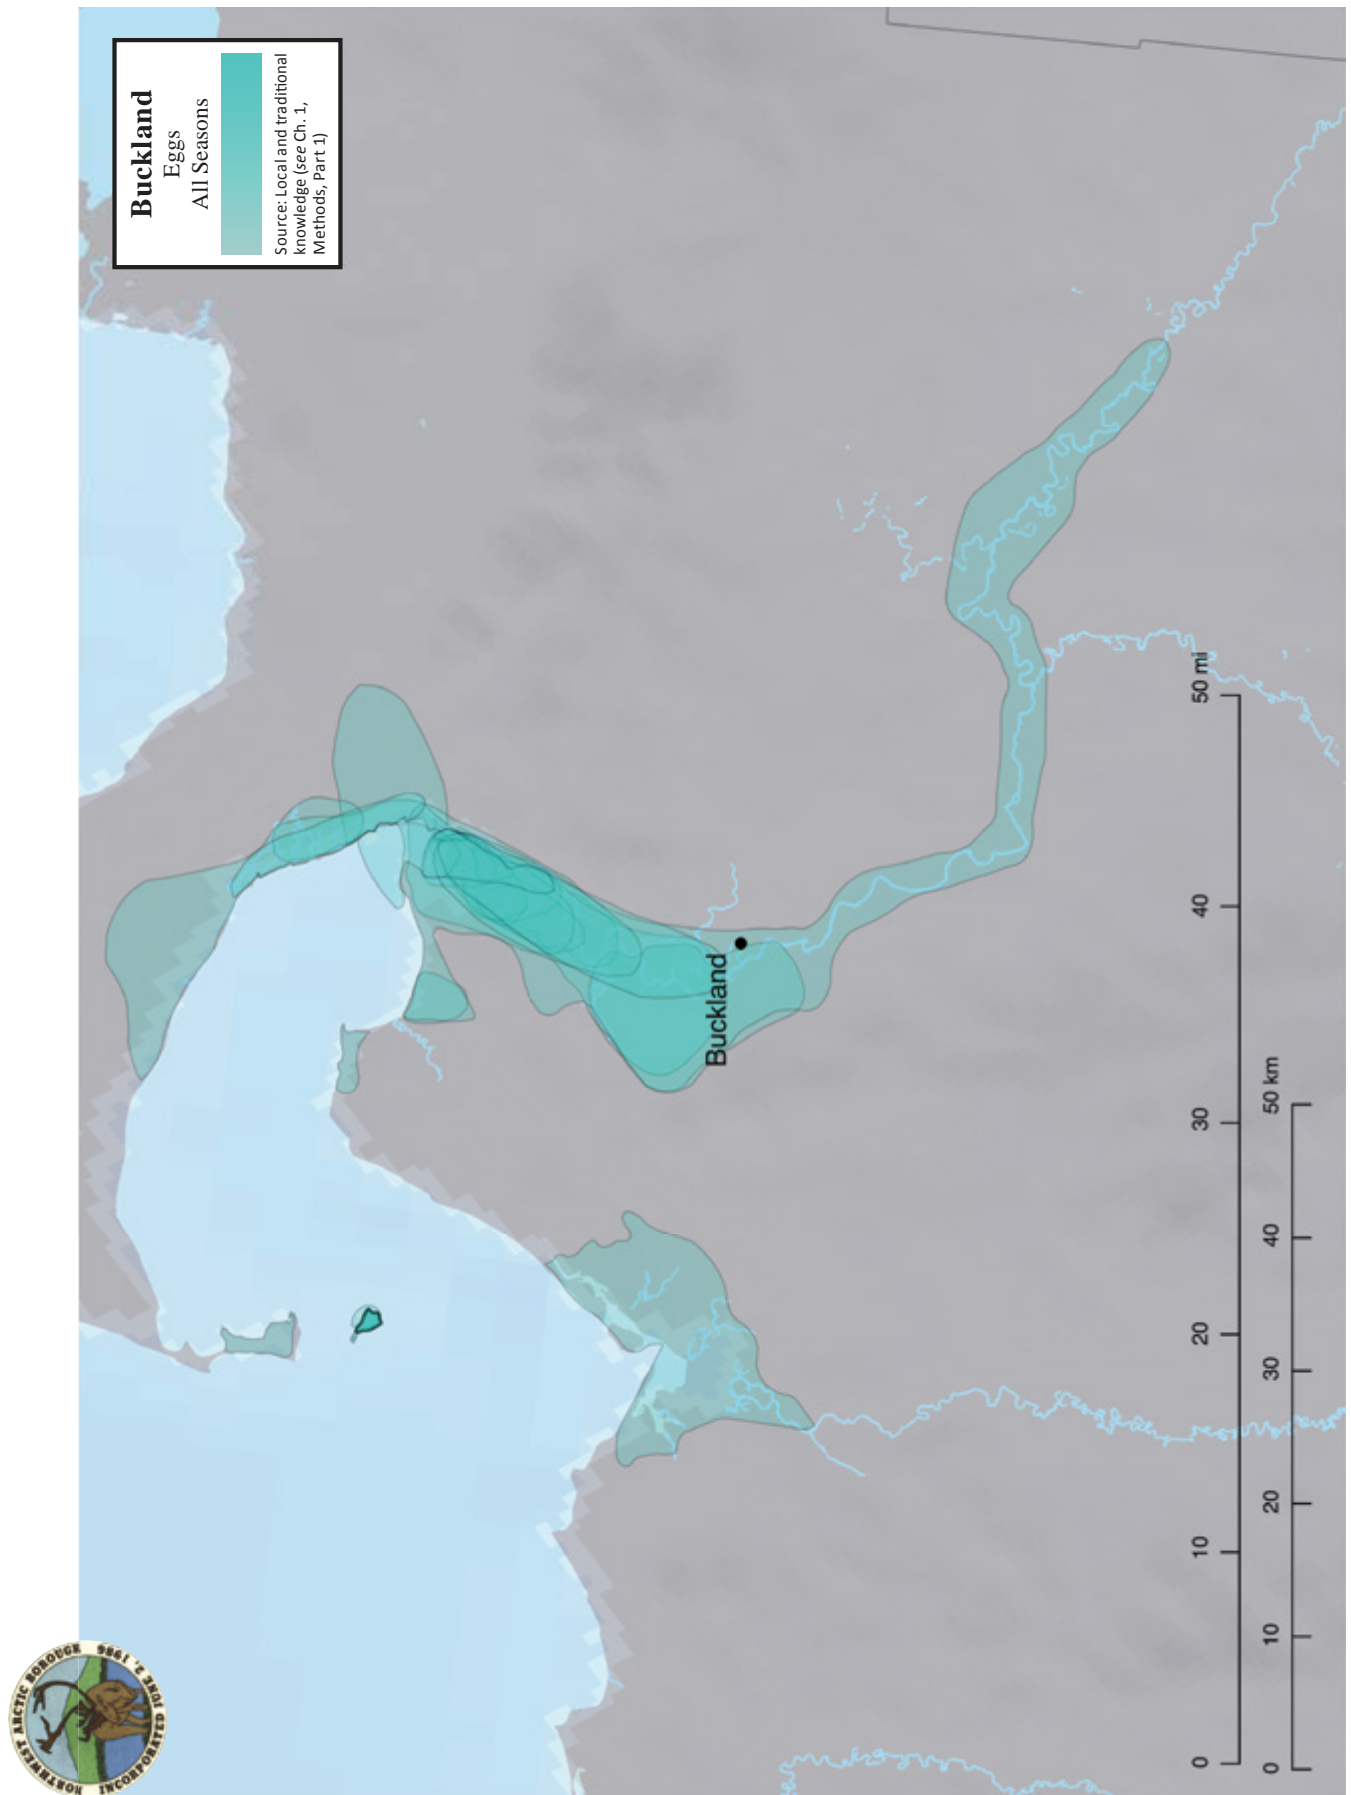 Buckland
Eggs
All Seasons
Source: Local and traditional
knowledge (see Ch. 1,
Methods, Part 1)
Buckland
0 10 20 30 40 50 mi
0 10 20 30 40 50 km
NORTHWEST ARCTIC BOROUGH
INCORPORATED JUNE 2, 1986